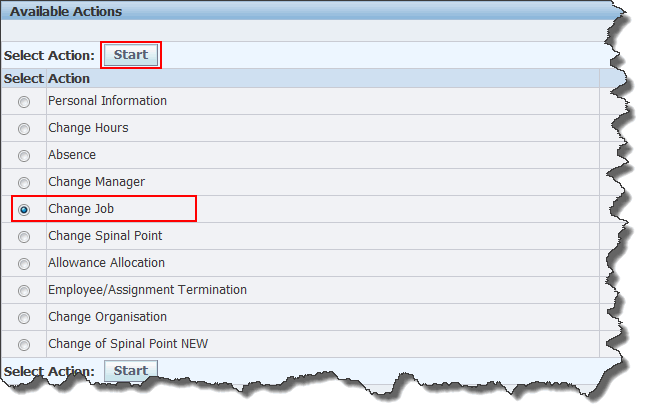 Available Actions
Select Action: Start
Select Action
Personal Information
Change Hours
Absence
Change Manager
Change Job
Change Spinal Point
Allowance Allocation
Employee/Assignment Termination
Change Organisation
Change of Spinal Point NEW
Select Action: Start